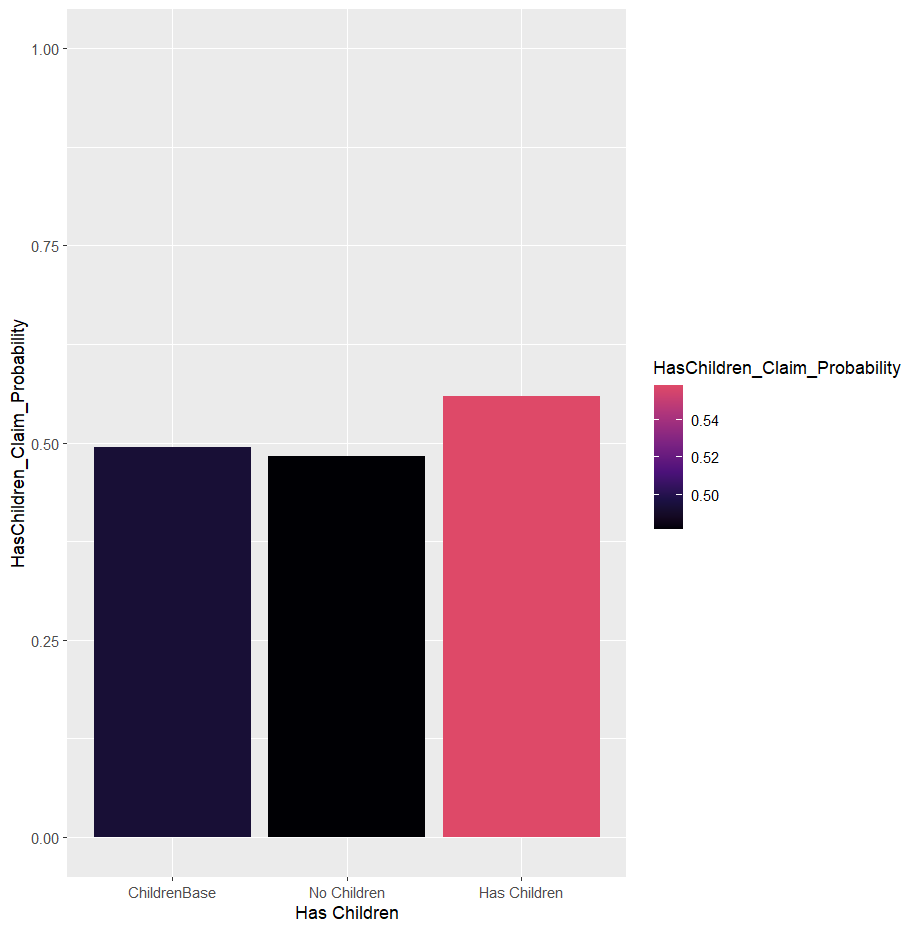 1.00
0.75
0.50
0.25
0.00
HasChildren_Claim_Probability
ChildrenBase
No Children
Has Children
Has Children
HasChildren_Claim_Probability
0.54
0.52
0.50